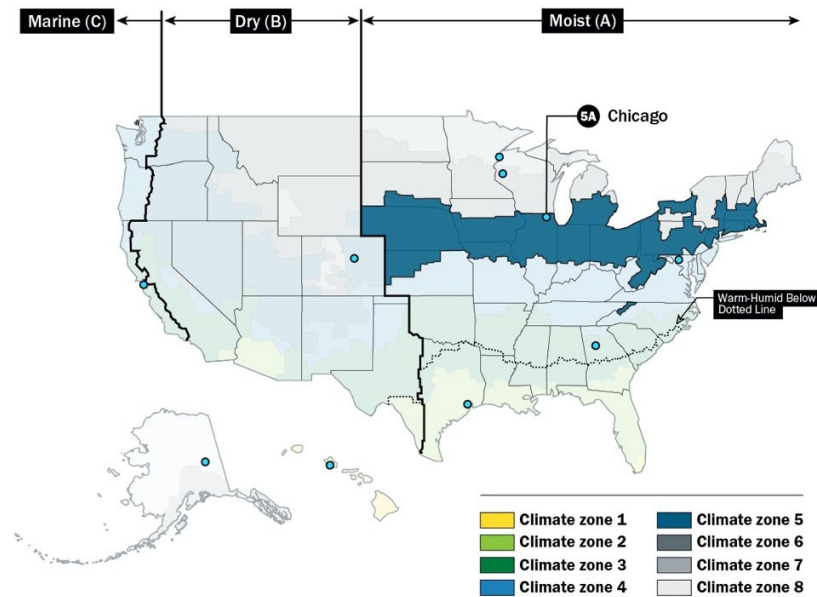 Marine (C)
Dry (B)
Moist (A)
5A Chicago
Warm-Humid Below
Dotted Line
Climate zone 1
Climate zone 2
Climate zone 3
Climate zone 4
Climate zone 5
Climate zone 6
Climate zone 7
Climate zone 8